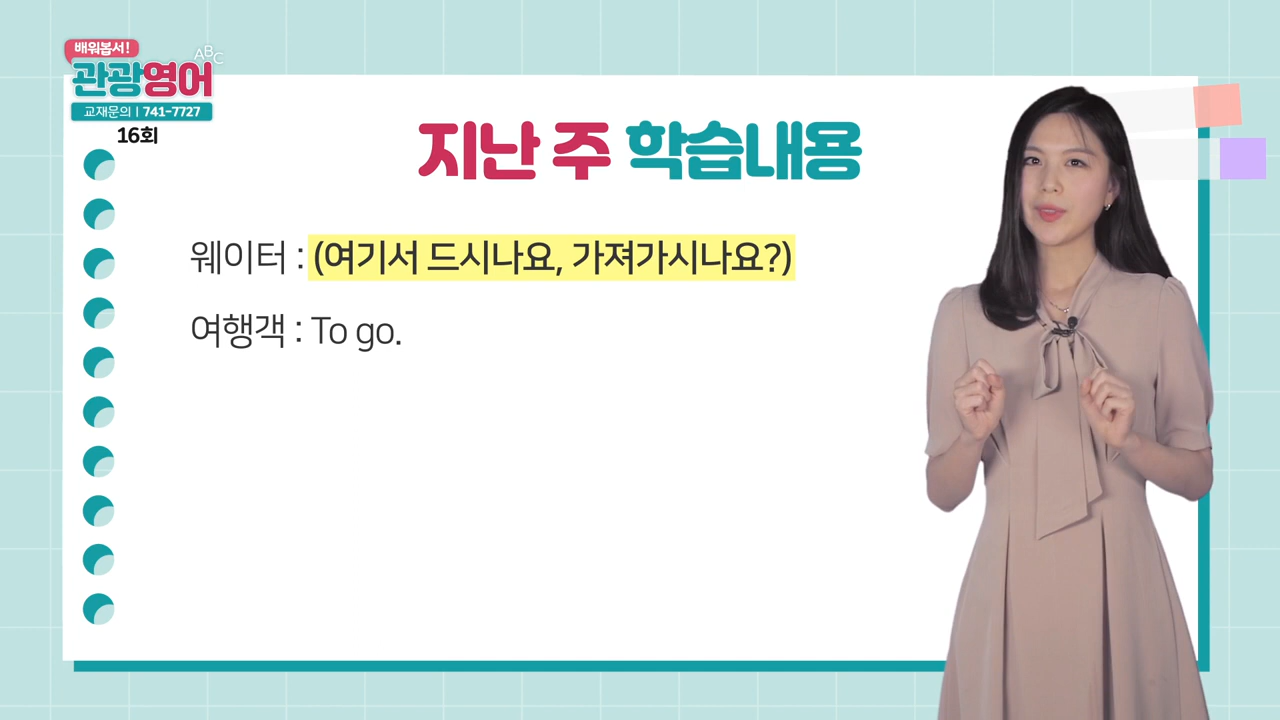 배워봅서!
ABC
관광영어
교재문의 | 741-7727
16회
지난 주 학습내용
웨이터 : (여기서 드시나요, 가져가시나요?)
여행객 : To go.